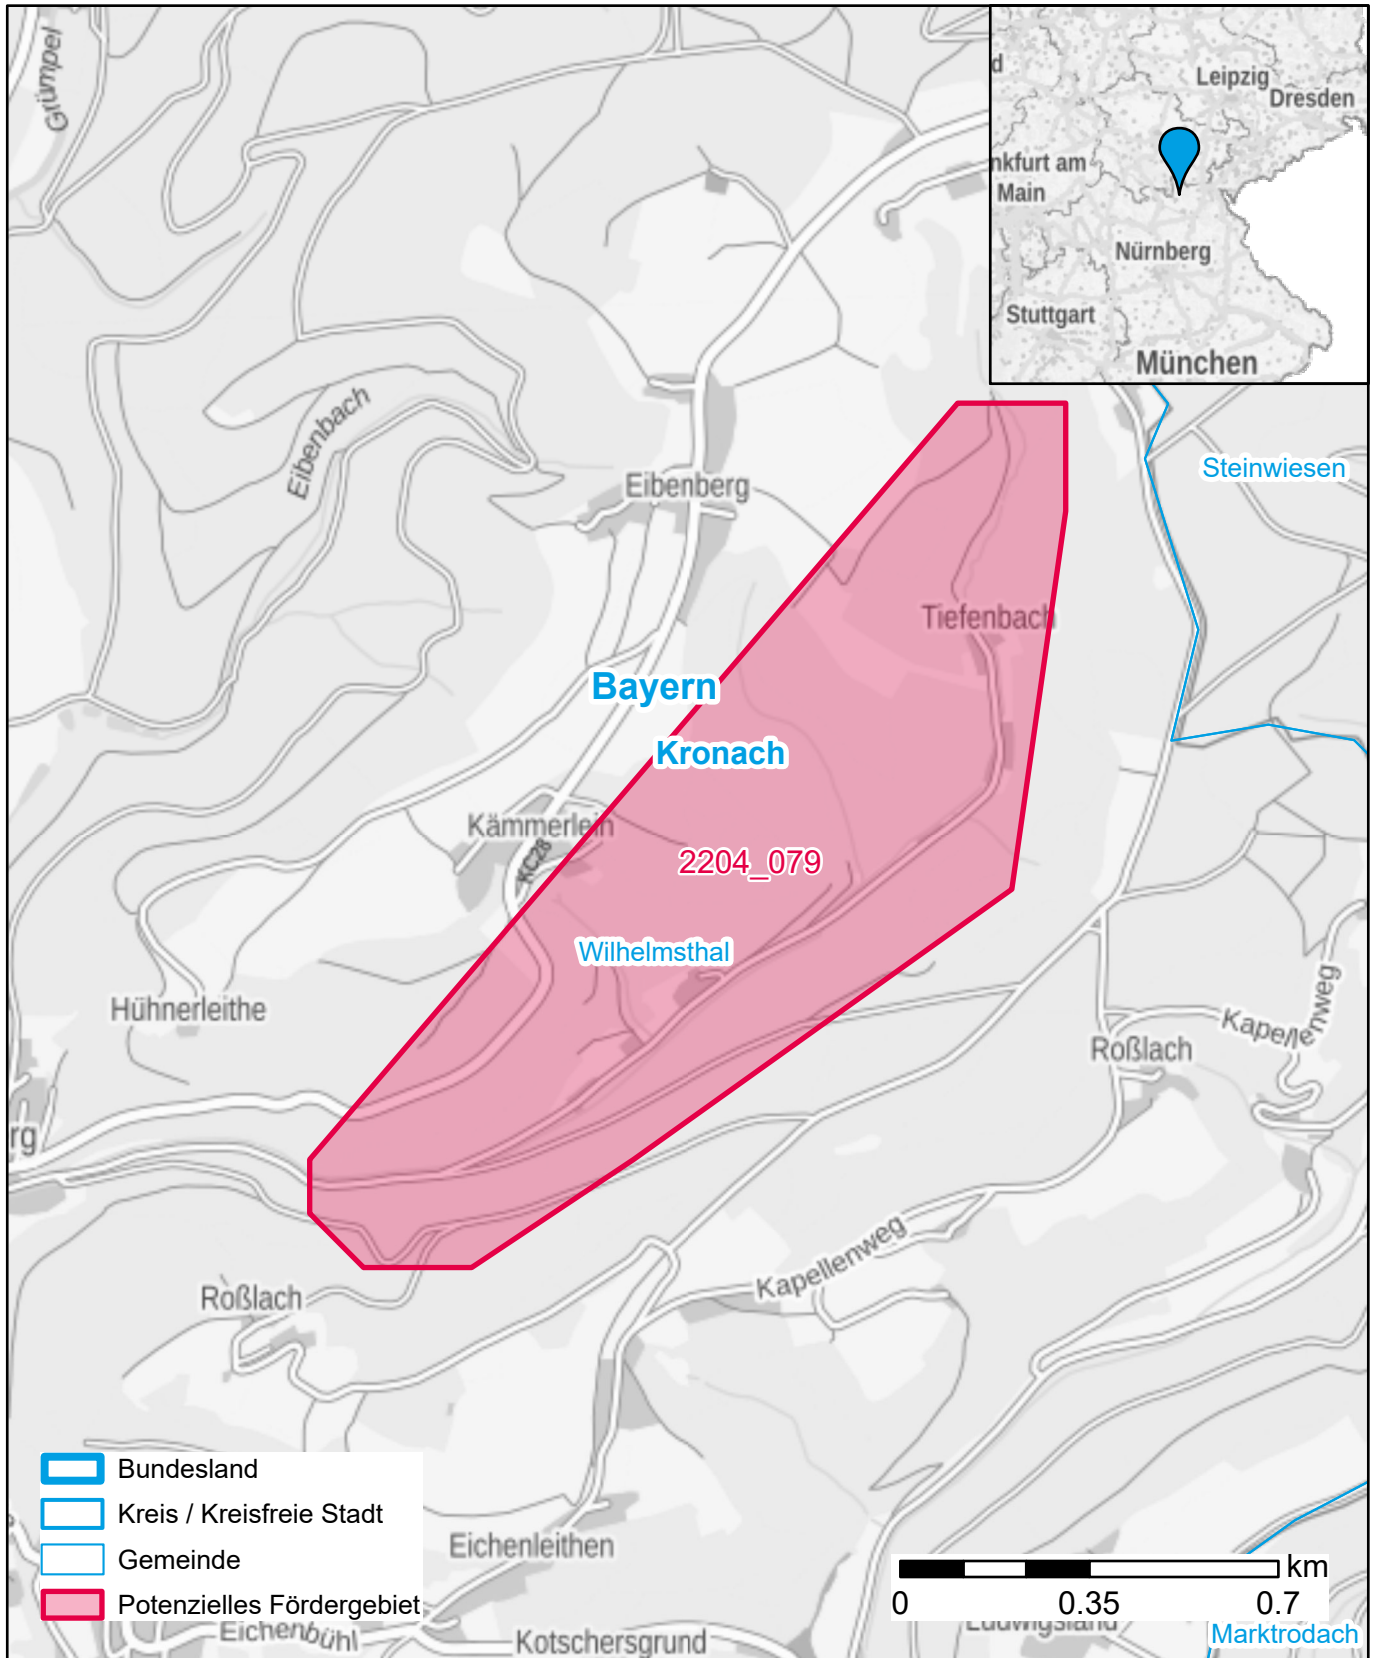 Grümpel
d
Leipzig
Dresden
nkfurt am
Main
Nürnberg
Stuttgart
München
Eibenbach
Eibenberg
Steinwiesen
Tiefenbach
Bayern
Kronach
Kämmerlein
KC28
2204_079
Wilhelmsthal
Hühnerleithe
Kapellenweg
Roßlach
rg
Kapellenweg
Roßlach
Bundesland
Kreis / Kreisfreie Stadt
Gemeinde
Potenzielles Fördergebiet
Eichenleithen
km
0 0.35 0.7
Eichenbühl
Kotschersgrund
Ludwigsland
Marktrodach